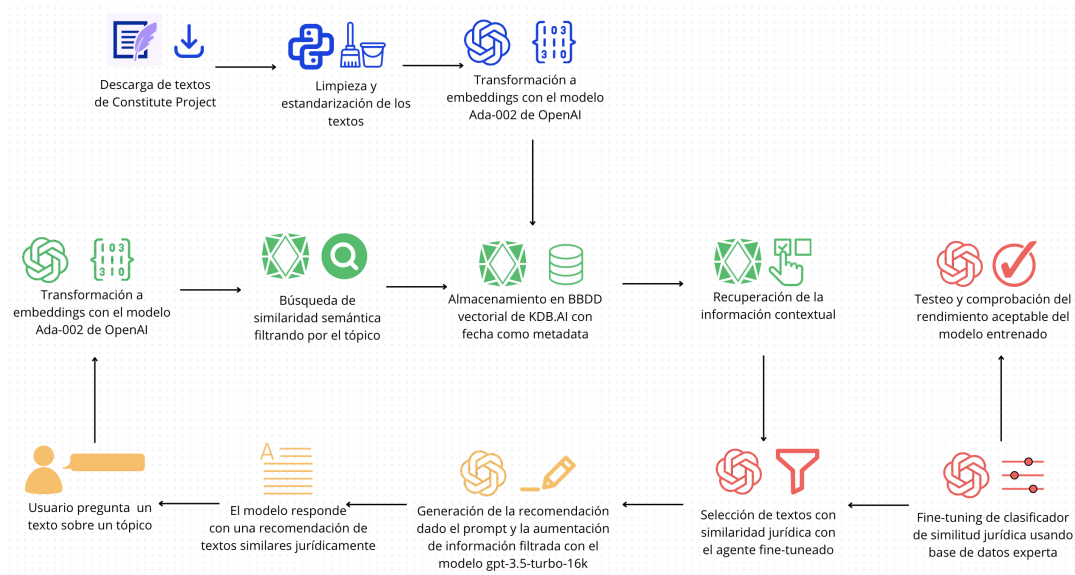 Descarga de textos
de Constitute Project
Limpieza y
estandarización de los
textos
Transformación a
embeddings con el modelo
Ada-002 de OpenAI
Transformación a
embeddings con el modelo
Ada-002 de OpenAI
Búsqueda de
similaridad semántica
filtrando por el tópico
Almacenamiento en BBDD
vectorial de KDB.AI con
fecha como metadata
Recuperación de la
información contextual
Testeo y comprobación del
rendimiento aceptable del
modelo entrenado
Usuario pregunta un
texto sobre un tópico
A
El modelo responde
con una recomendación de
textos similares jurídicamente
Generación de la recomendación
dado el prompt y la aumentación
de información filtrada con el
modelo gpt-3.5-turbo-16k
Selección de textos con
similaridad jurídica con
el agente fine-tuneado
Fine-tuning de clasificador
de similitud jurídica usando
base de datos experta